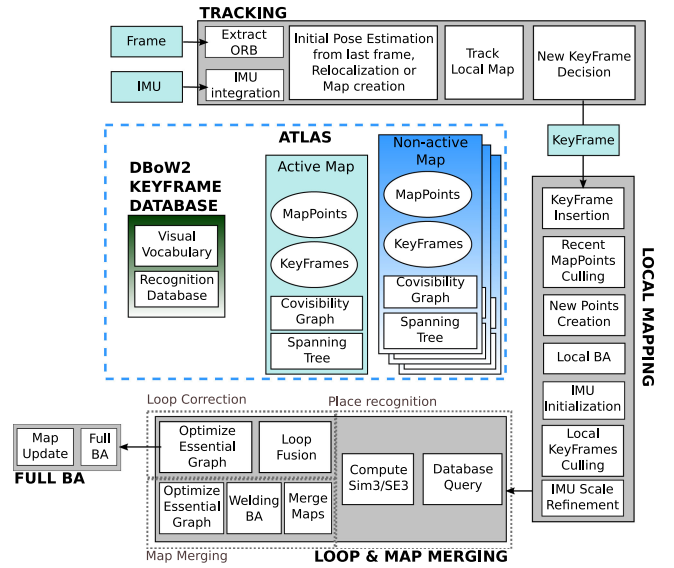 TRACKING
Frame
IMU
Extract
ORB
IMU
integration
Initial Pose Estimation
from last frame,
Relocalization or
Map creation
Track
Local Map
New KeyFrame
Decision
KeyFrame
ATLAS
DBoW2
KEYFRAME
DATABASE
Visual
Vocabulary
Recognition
Database
Active Map
MapPoints
KeyFrames
Covisibility
Graph
Spanning
Tree
Non-active
Map
MapPoints
KeyFrames
Covisibility
Graph
Spanning
Tree
LOCAL MAPPING
KeyFrame
Insertion
Recent
MapPoints
Culling
New Points
Creation
Local BA
IMU
Initialization
Local
KeyFrames
Culling
IMU Scale
Refinement
Loop Correction
Place recognition
Optimize
Essential
Graph
Loop
Fusion
Compute
Sim3/SE3
Database
Query
Optimize
Essential
Graph
Welding
BA
Merge
Maps
Map Merging
LOOP & MAP MERGING
Map
Update
Full
BA
FULL BA